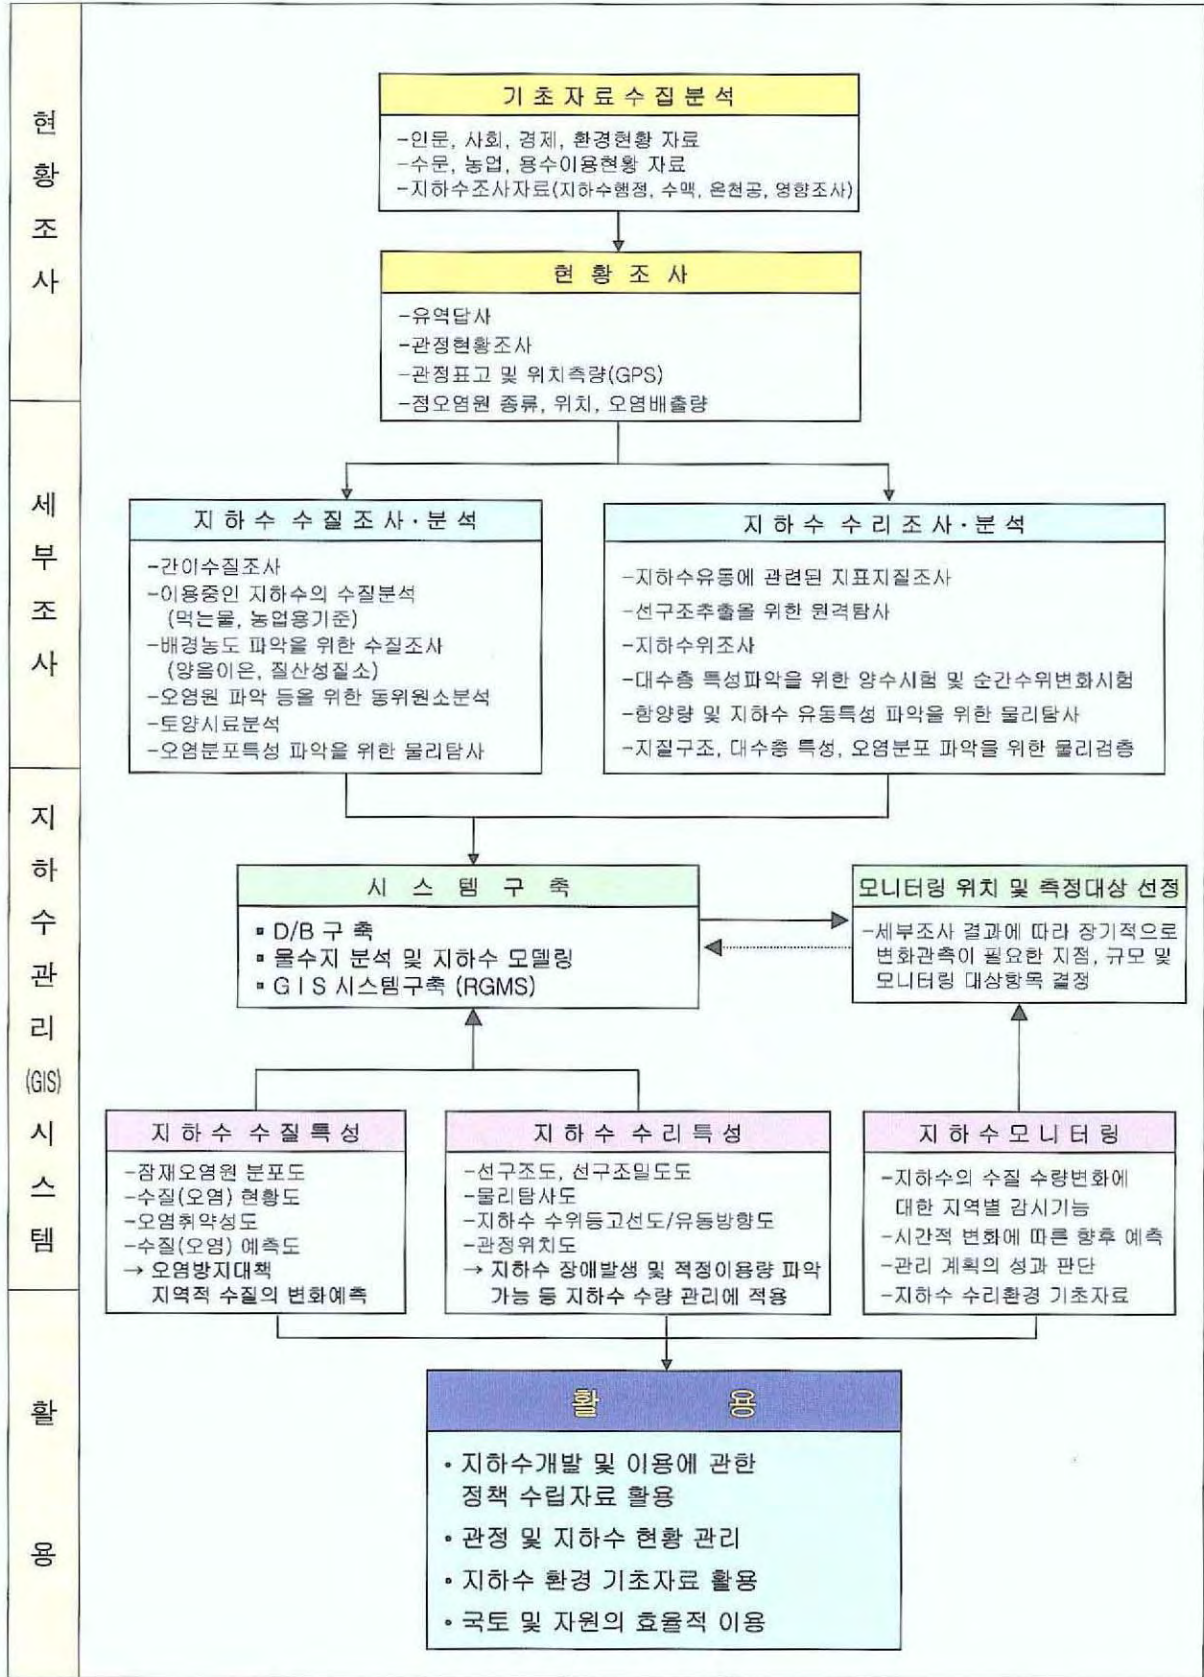 현황조사
기초자료수집분석
-인문, 사회, 경제, 환경현황 자료
-수문, 농업, 용수이용현황 자료
-지하수조사자료(지하수행정, 수맥, 온천공, 영향조사)
현 황 조 사
-유역답사
-관정현황조사
-관정표고 및 위치측량(GPS)
-점오염원 종류, 위치, 오염배출량
세부조사
지하수 수질조사·분석
-간이수질조사
-이용중인 지하수의 수질분석
(먹는물, 농업용기준)
-배경농도 파악을 위한 수질조사
(양음이온, 질산성질소)
-오염원 파악 등을 위한 동위원소분석
-토양시료분석
-오염분포특성 파악을 위한 물리탐사
지하수 수리조사·분석
-지하수유동에 관련된 지표지질조사
-선구조추출을 위한 원격탐사
-지하수위조사
-대수층 특성파악을 위한 양수시험 및 순간수위변화시험
-함양량 및 지하수 유동특성 파악을 위한 물리탐사
-지질구조, 대수층 특성, 오염분포 파악을 위한 물리검층
지하수관리(GIS)시스템
시 스 템 구 축
▪ D/B 구 축
▪ 물수지 분석 및 지하수 모델링
▪ G I S 시스템구축 (RGMS)
모니터링 위치 및 측정대상 선정
-세부조사 결과에 따라 장기적으로
변화관측이 필요한 지점, 규모 및
모니터링 대상항목 결정
지하수 수질특성
-잠재오염원 분포도
-수질(오염) 현황도
-오염취약성도
-수질(오염) 예측도
→ 오염방지대책
지역적 수질의 변화예측
지하수 수리특성
-선구조도, 선구조밀도도
-물리탐사도
-지하수 수위등고선도/유동방향도
-관정위치도
→ 지하수 장애발생 및 적정이용량 파악
가능 등 지하수 수량 관리에 적용
지하수모니터링
-지하수의 수질 수량변화에
대한 지역별 감시기능
-시간적 변화에 따른 향후 예측
-관리 계획의 성과 판단
-지하수 수리환경 기초자료
활용
활 용
• 지하수개발 및 이용에 관한
정책 수립자료 활용
• 관정 및 지하수 현황 관리
• 지하수 환경 기초자료 활용
• 국토 및 자원의 효율적 이용